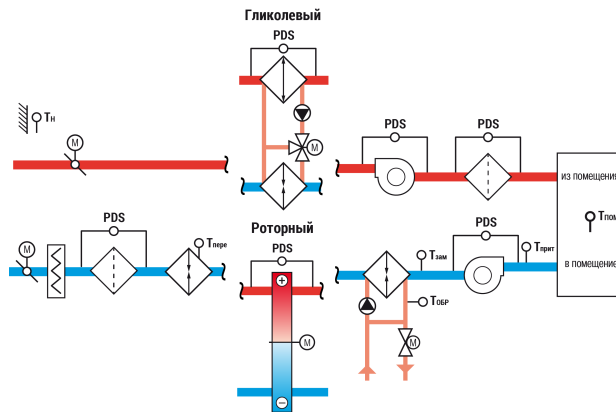 Гликолевый
PDS
Tн
M
M
PDS
PDS
из помещения
Tпом
в помещение
M
PDS
Tпере
Роторный
PDS
+
M
−
Tзам
PDS
Tприт
TОБР
M